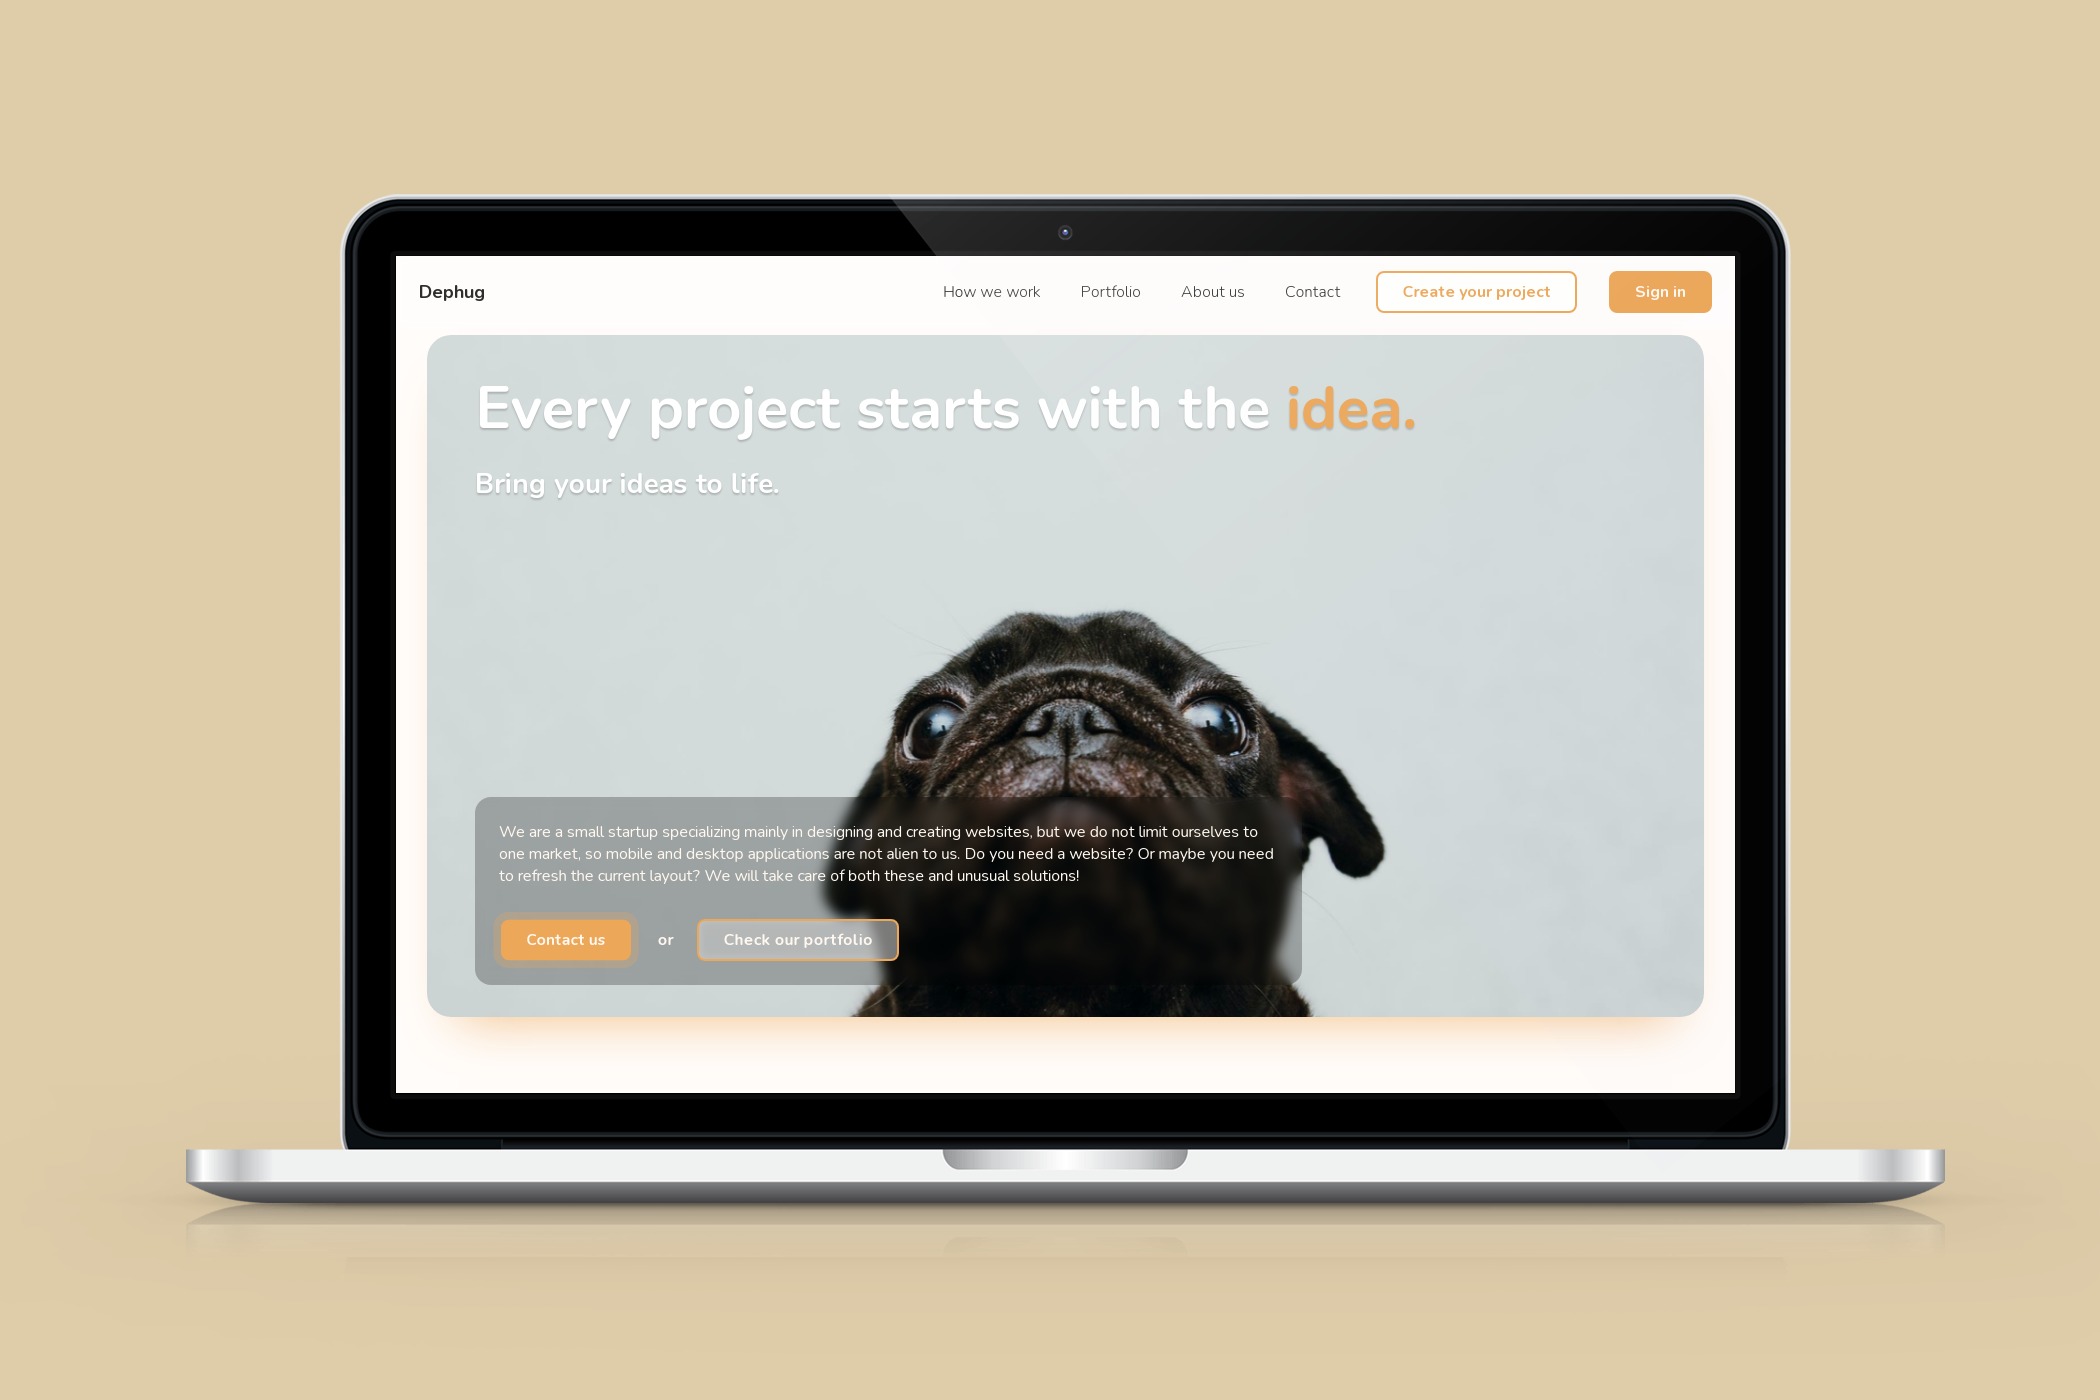 Dephug
How we work
Portfolio
About us
Contact
Create your project
Sign in
Every project starts with the idea.
Bring your ideas to life.
We are a small startup specializing mainly in designing and creating websites, but we do not limit ourselves to
one market, so mobile and desktop applications are not alien to us. Do you need a website? Or maybe you need
to refresh the current layout? We will take care of both these and unusual solutions!
Contact us
or
Check our portfolio